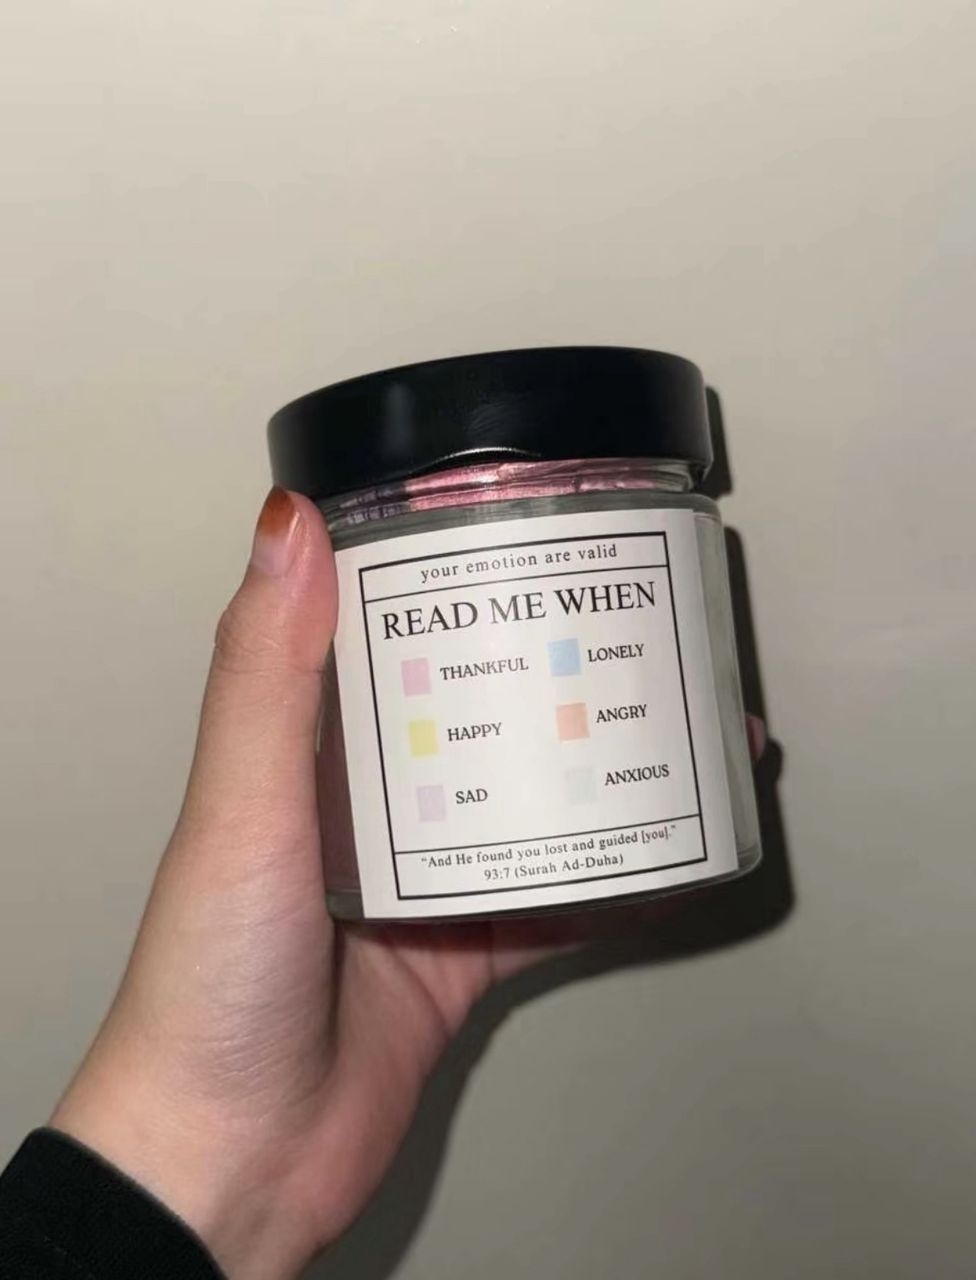 your emotion are valid
READ ME WHEN
THANKFUL LONELY
HAPPY ANGRY
SAD ANXIOUS
"And He found you lost and guided [you]."
93:7 (Surah Ad-Duha)